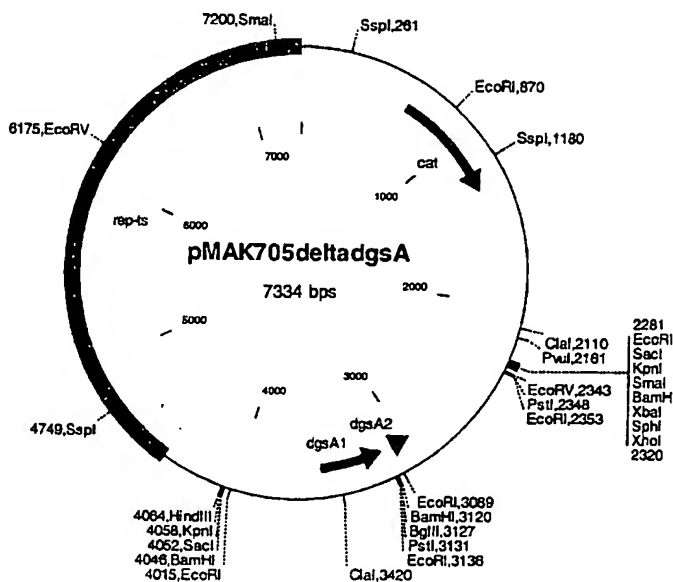 7200,SmaI
SspI,261
EcoRI,870
SspI,1180
6175,EcoRV
7000
cat
1000
rep-ts
6000
pMAK705deltadgsA
7334 bps
2000
5000
ClaI,2110
PvuI,2161
2281
EcoRI
SacI
KpnI
SmaI
BamHI
XbaI
SphI
XhoI
2320
EcoRV,2343
PstI,2348
EcoRI,2353
4000
3000
dgsA2
dgsA1
4749,SspI
EcoRI,3089
BamHI,3120
BglII,3127
PstI,3131
EcoRI,3136
4064,HindIII
4058,KpnI
4052,SacI
4046,BamHI
4015,EcoRI
ClaI,3420